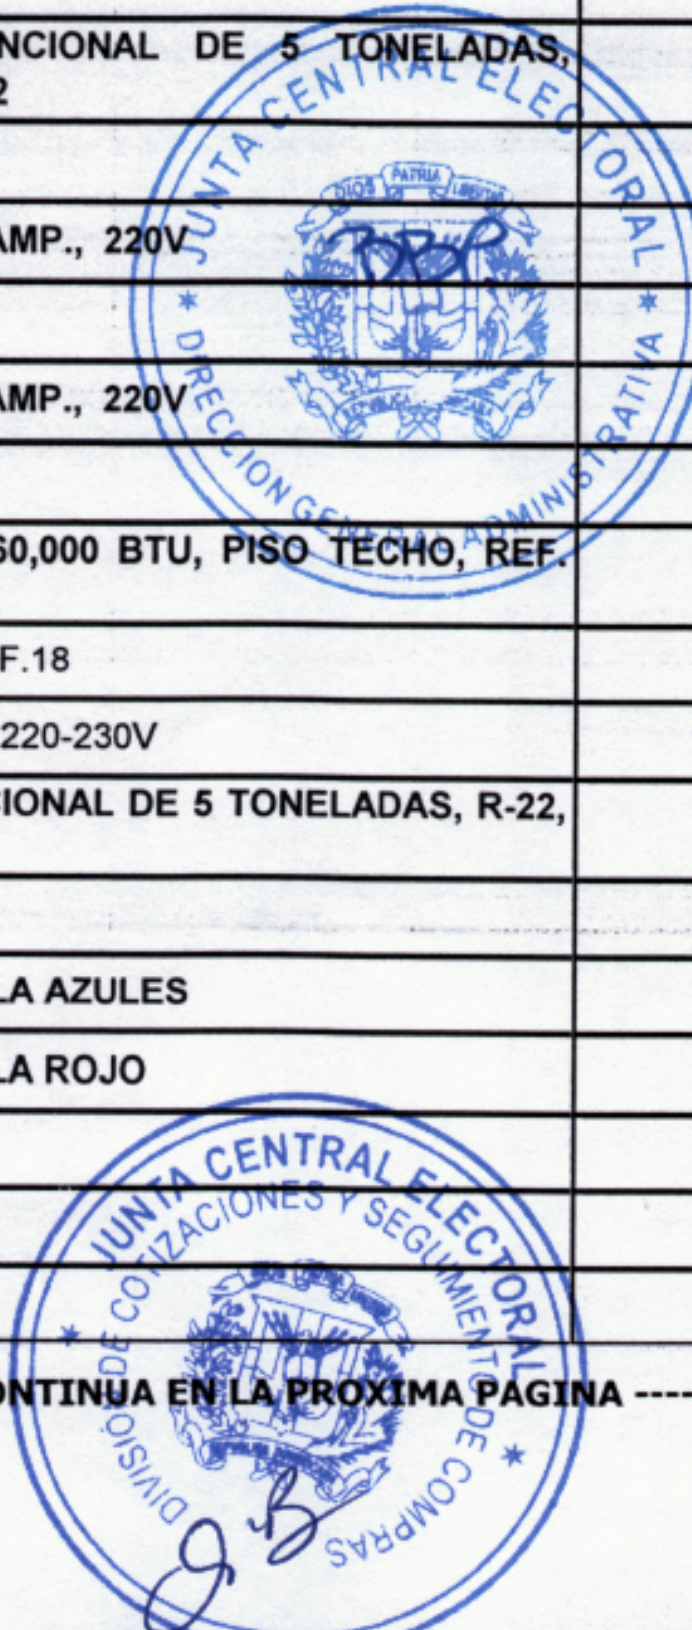 NCIONAL DE 5 TONELADAS,
2
JUNTA CENTRAL ELECTORAL
DIOS PATRIA LIBERTAD
AMP., 220V
AMP., 220V
DIRECCION GENERAL ADMINISTRATIVA
60,000 BTU, PISO TECHO, REF.
F.18
220-230V
CIONAL DE 5 TONELADAS, R-22,
LA AZULES
LA ROJO
JUNTA CENTRAL ELECTORAL
DIVISIÓN DE COTIZACIONES Y SEGUIMIENTO DE COMPRAS
ONTINUA EN LA PROXIMA PAGINA ----